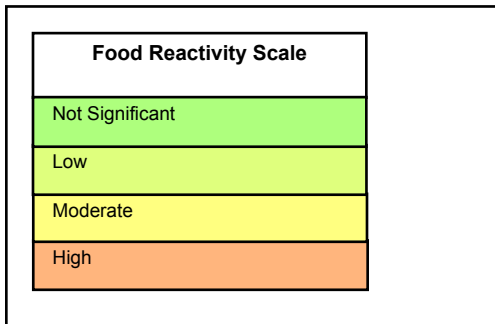 Food Reactivity Scale
Not Significant
Low
Moderate
High